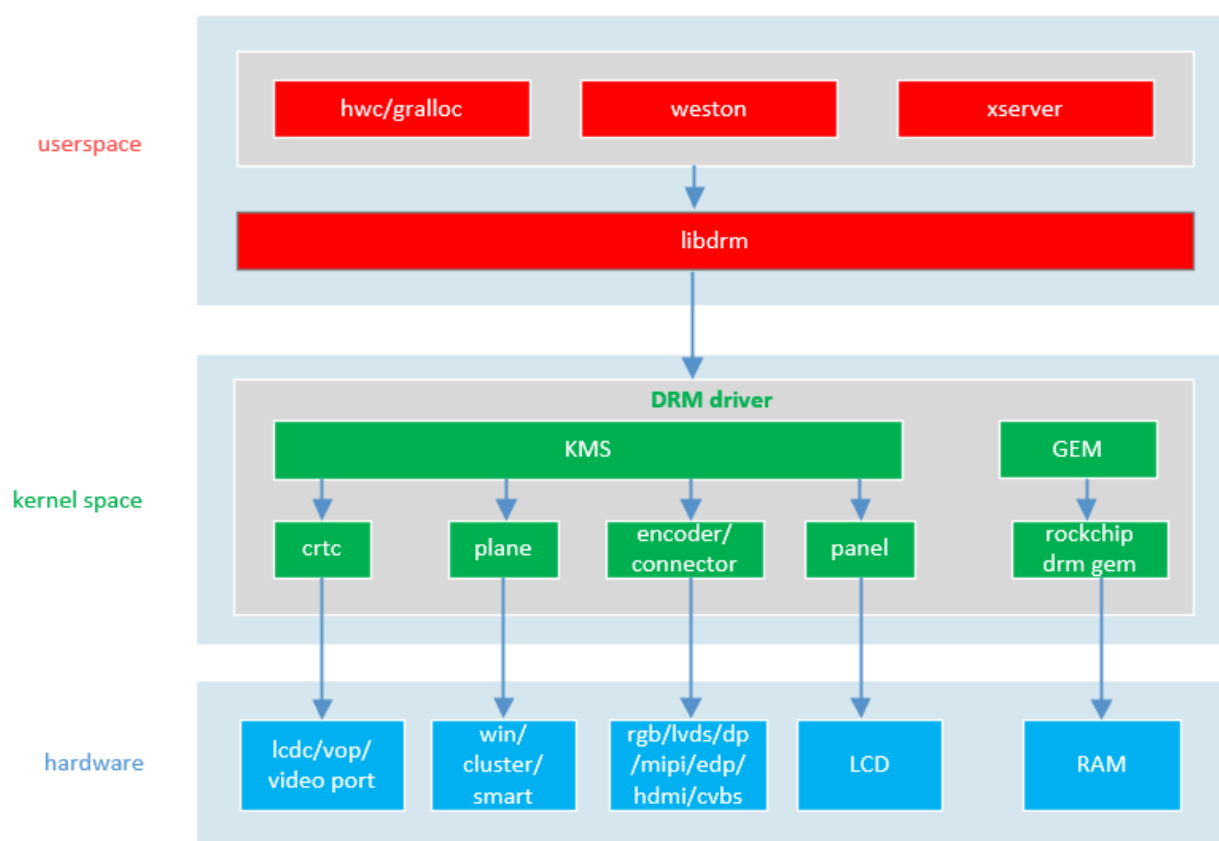 hwc/gralloc
weston
xserver
userspace
libdrm
DRM driver
KMS
GEM
kernel space
crtc
plane
encoder/
connector
panel
rockchip
drm gem
hardware
lcdc/vop/
video port
win/
cluster/
smart
rgb/lvds/dp
/mipi/edp/
hdmi/cvbs
LCD
RAM